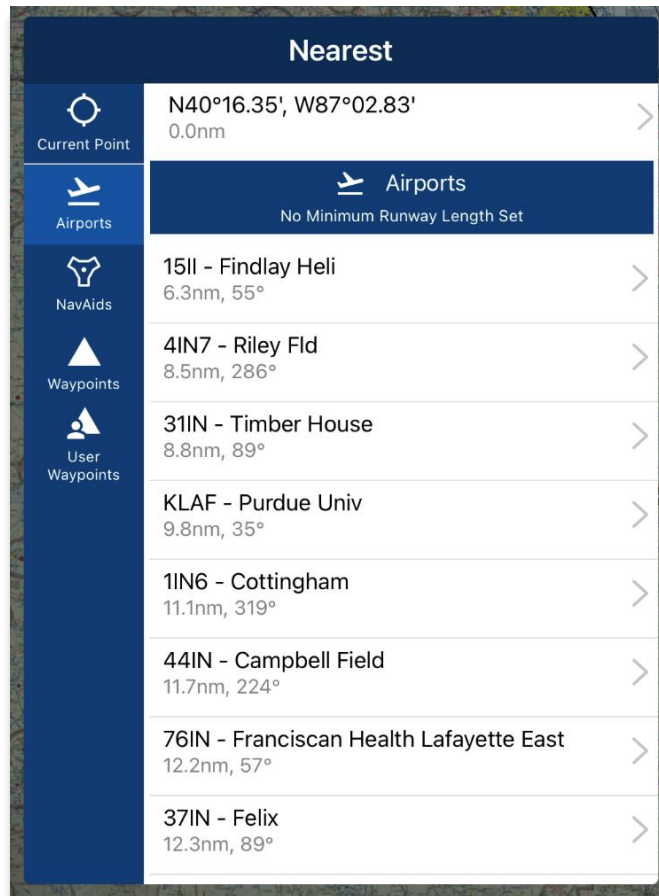 Nearest
Current Point
N40°16.35', W87°02.83'
0.0nm
Airports
Airports
No Minimum Runway Length Set
NavAids
Waypoints
User
Waypoints
15II - Findlay Heli
6.3nm, 55°
4IN7 - Riley Fld
8.5nm, 286°
31IN - Timber House
8.8nm, 89°
KLAF - Purdue Univ
9.8nm, 35°
1IN6 - Cottingham
11.1nm, 319°
44IN - Campbell Field
11.7nm, 224°
76IN - Franciscan Health Lafayette East
12.2nm, 57°
37IN - Felix
12.3nm, 89°